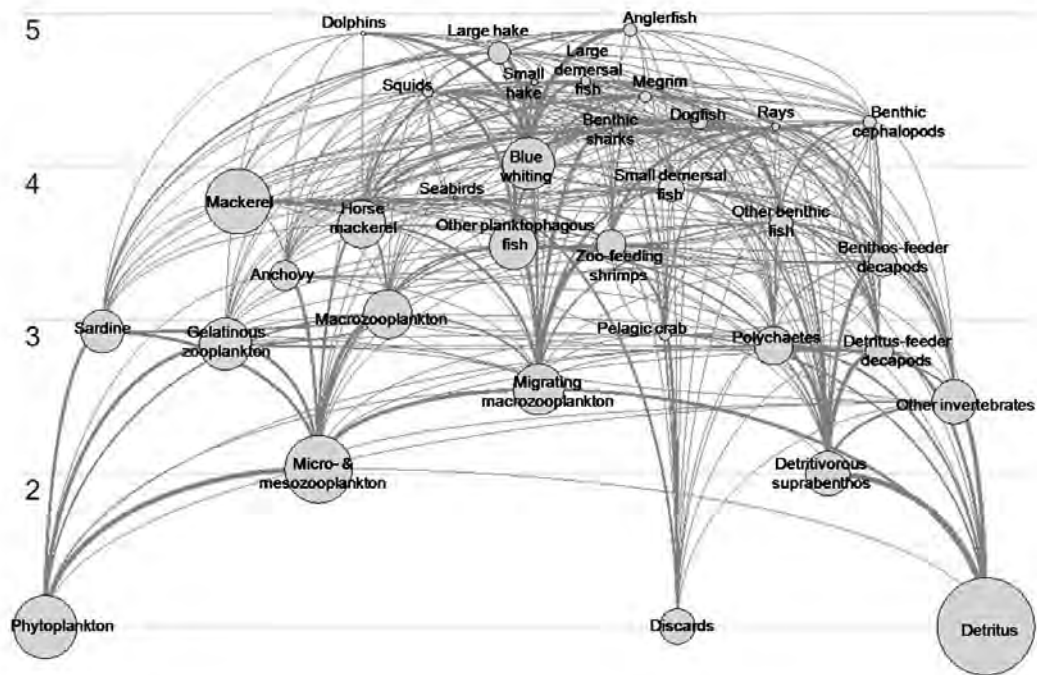 5
Dolphins
Large hake
Anglerfish
Squids
Small
hake
Large
demersal
fish
Megrim
Benthic
sharks
Dogfish
Rays
Benthic
cephalopods
4
Blue
whiting
Small demersal
fish
Mackerel
Seabirds
Horse
mackerel
Other planktophagous
fish
Other benthic
fish
Zoo-feeding
shrimps
Benthos-feeder
decapods
Anchovy
3
Sardine
Gelatinous
zooplankton
Macrozooplankton
Pelagic crab
Polychaetes
Detritus-feeder
decapods
Migrating
macrozooplankton
Other invertebrates
2
Micro- &
mesozooplankton
Detritivorous
suprabenthos
Phytoplankton
Discards
Detritus